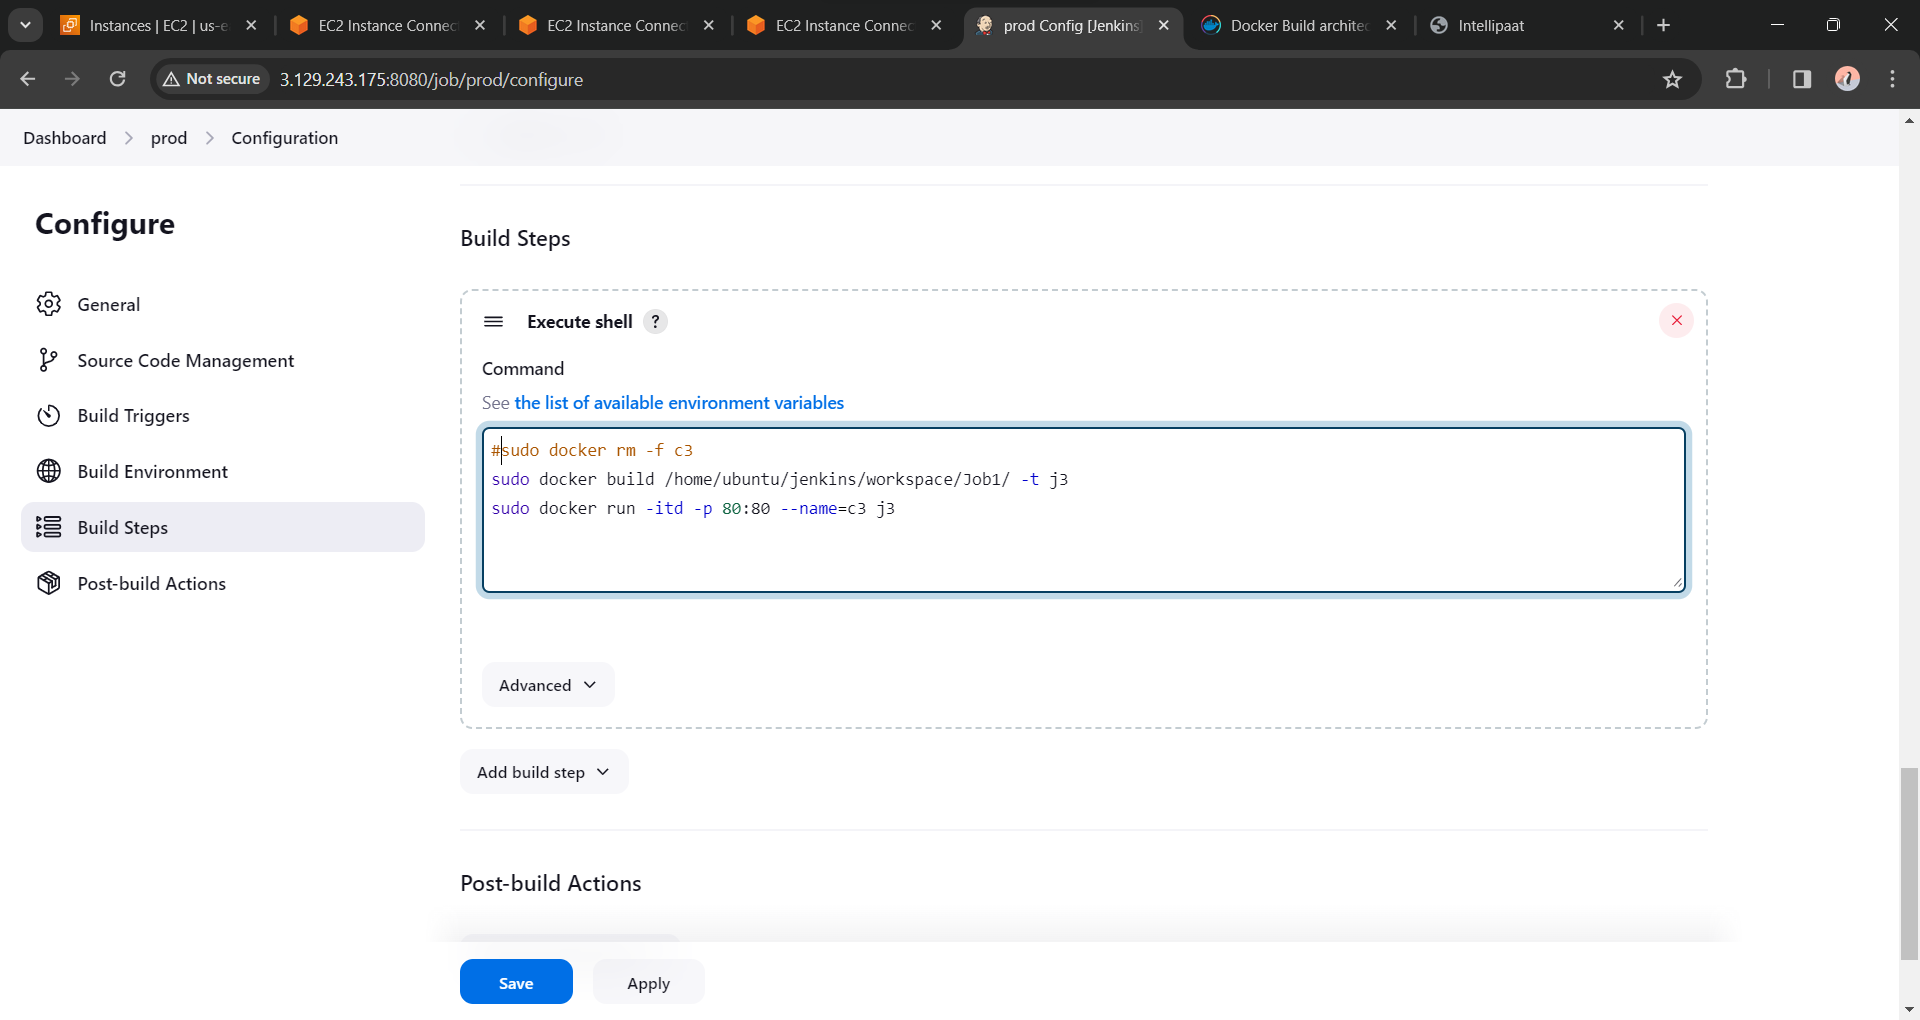 Instances | EC2 | us-e
EC2 Instance Connec
EC2 Instance Connec
EC2 Instance Connec
prod Config [Jenkins]
Docker Build architec
Intellipaat
Not secure
3.129.243.175:8080/job/prod/configure
Dashboard
prod
Configuration
Configure
General
Source Code Management
Build Triggers
Build Environment
Build Steps
Post-build Actions
Build Steps
Execute shell ?
Command
See the list of available environment variables
#sudo docker rm -f c3
sudo docker build /home/ubuntu/jenkins/workspace/Job1/ -t j3
sudo docker run -itd -p 80:80 --name=c3 j3
Advanced
Add build step
Post-build Actions
Save
Apply